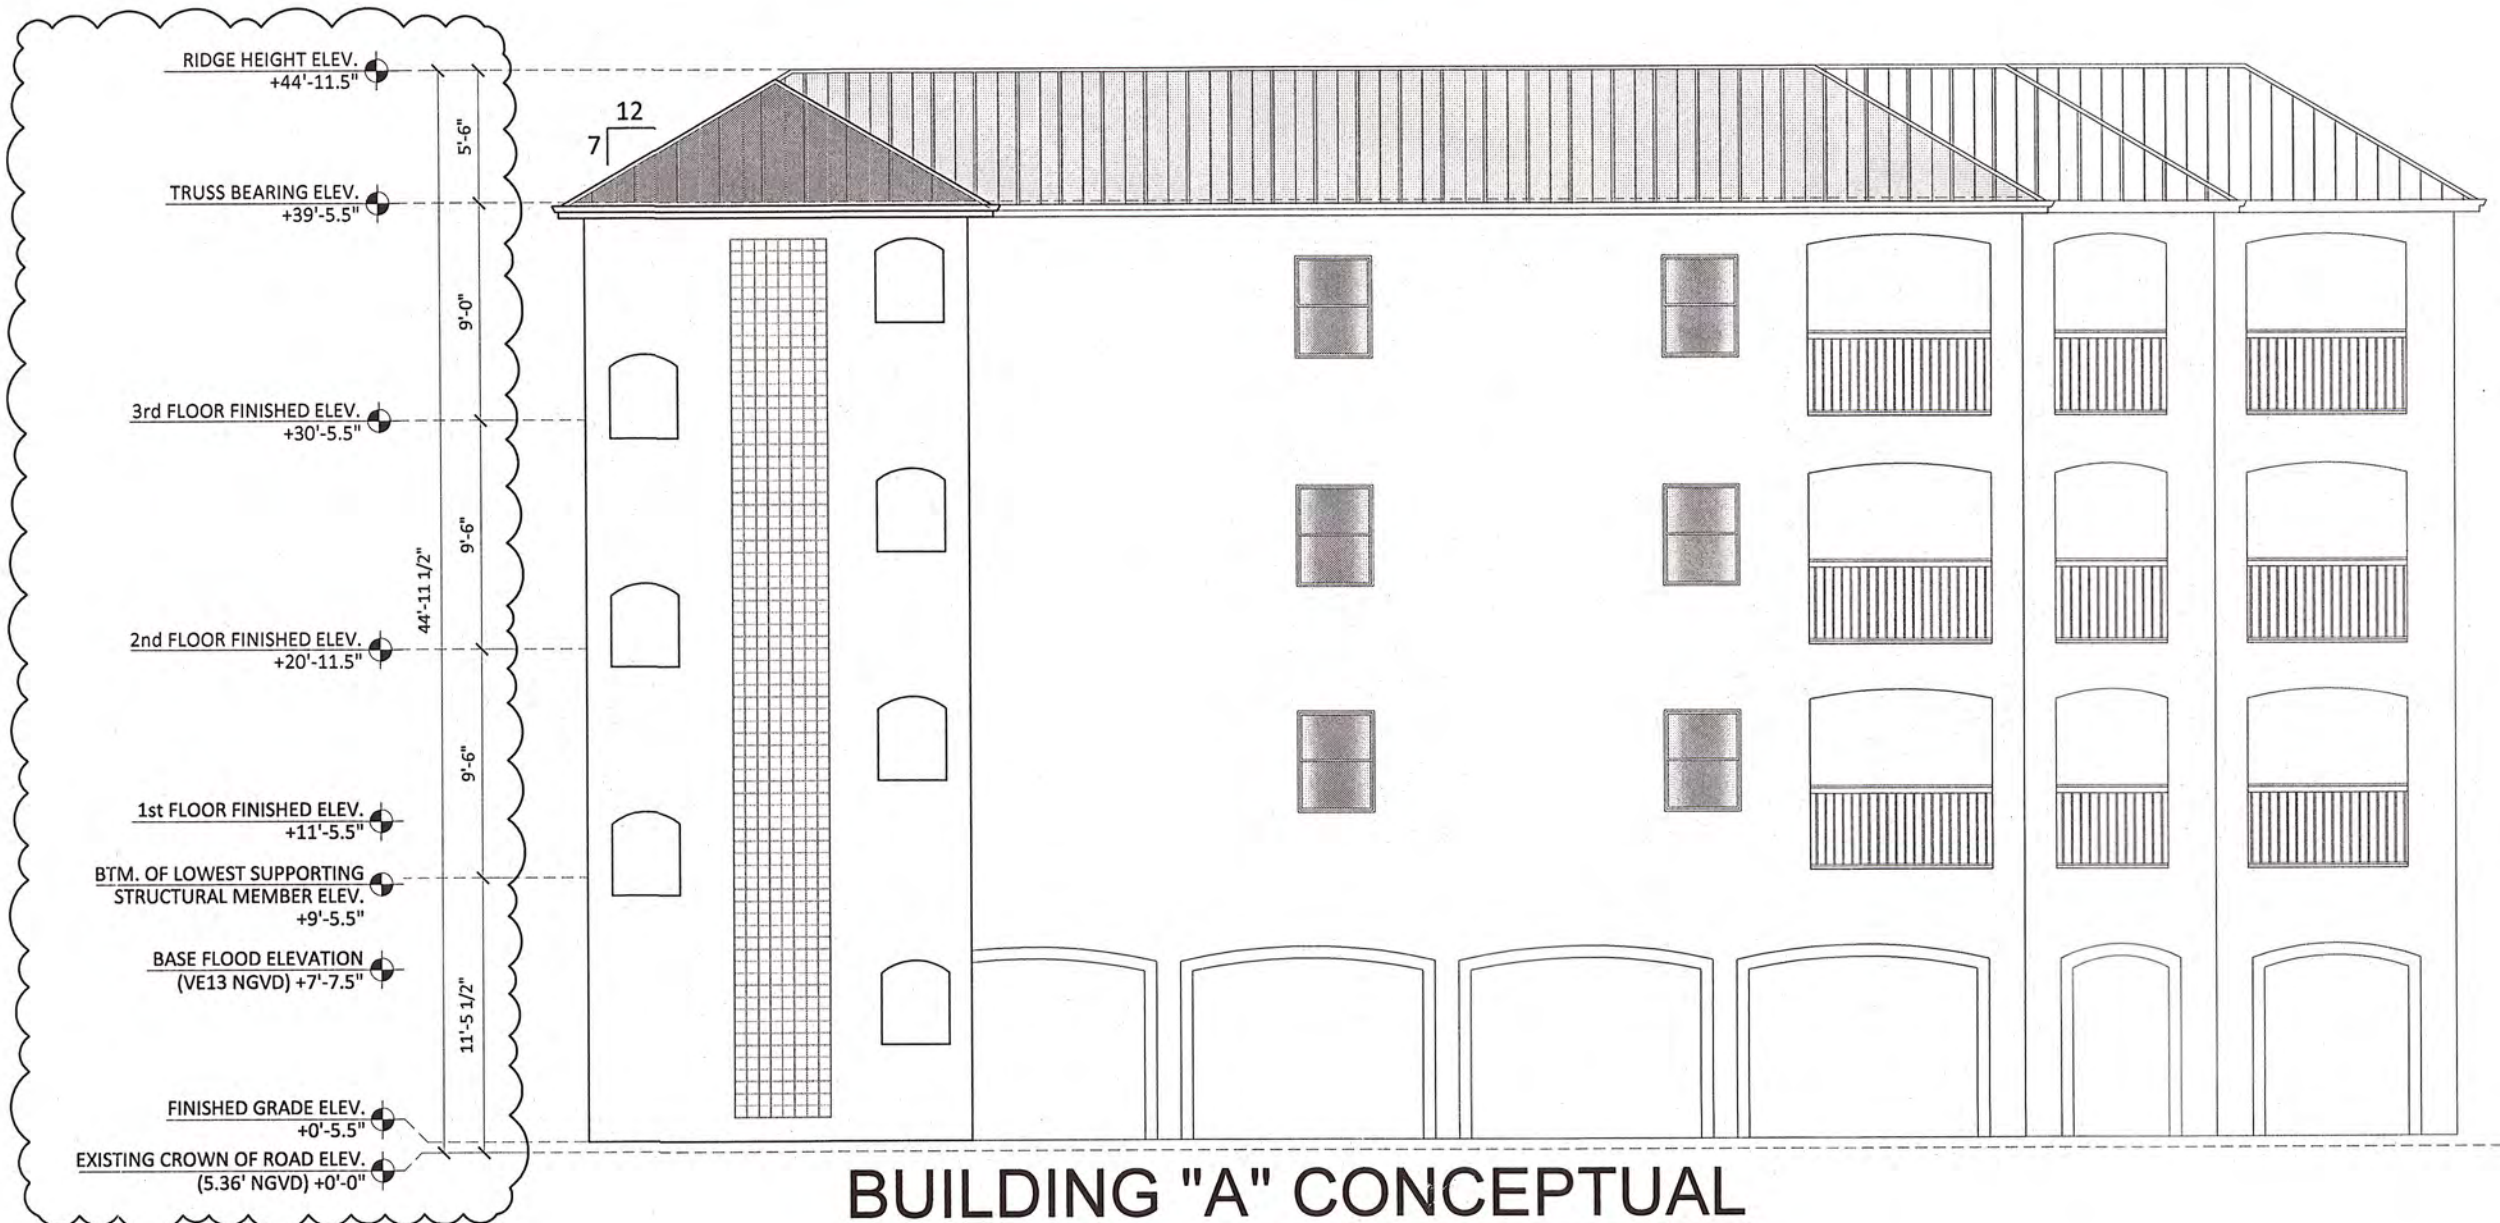 RIDGE HEIGHT ELEV.
+44'-11.5"
12
7
5'-6"
TRUSS BEARING ELEV.
+39'-5.5"
9'-0"
3rd FLOOR FINISHED ELEV.
+30'-5.5"
9'-6"
44'-11 1/2"
2nd FLOOR FINISHED ELEV.
+20'-11.5"
9'-6"
1st FLOOR FINISHED ELEV.
+11'-5.5"
BTM. OF LOWEST SUPPORTING
STRUCTURAL MEMBER ELEV.
+9'-5.5"
BASE FLOOD ELEVATION
(VE13 NGVD) +7'-7.5"
11'-5 1/2"
FINISHED GRADE ELEV.
+0'-5.5"
EXISTING CROWN OF ROAD ELEV.
(5.36' NGVD) +0'-0"
BUILDING "A" CONCEPTUAL